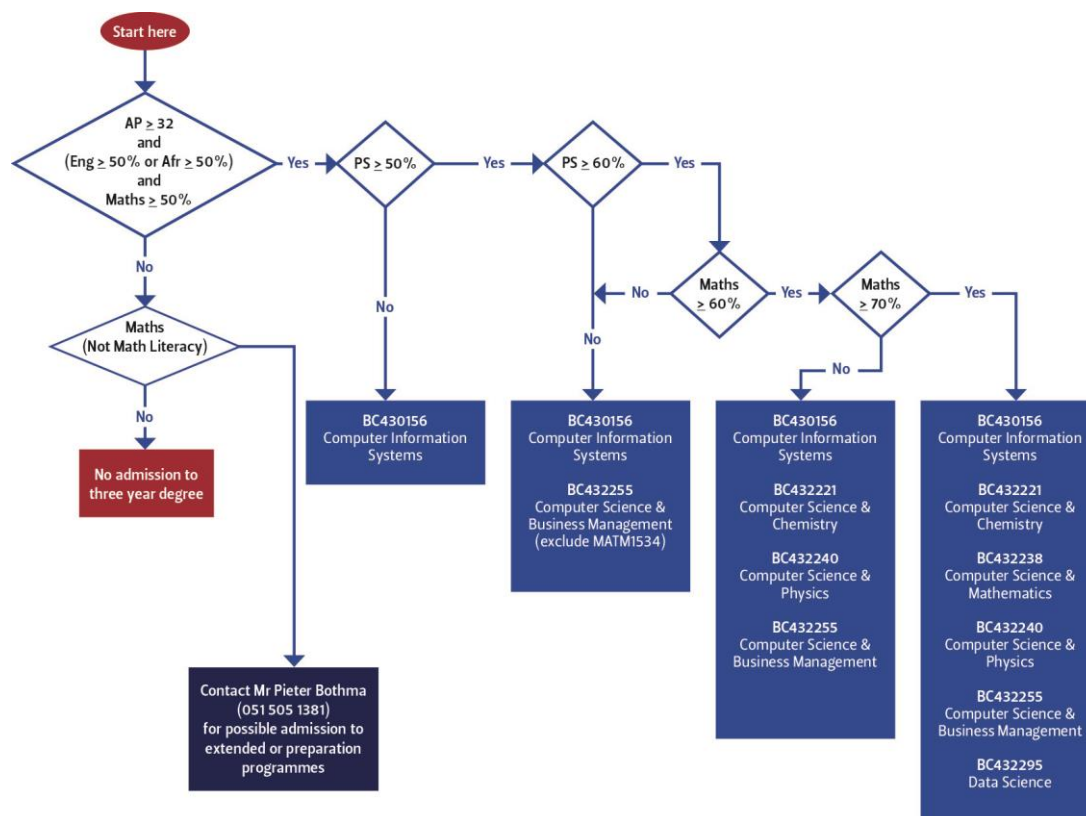 Start here
AP ≥ 32
and
(Eng ≥ 50% or Afr ≥ 50%)
and
Maths ≥ 50%
Yes
PS ≥ 50%
Yes
PS ≥ 60%
Yes
No
No
Maths
≥ 60%
No
Yes
Maths
≥ 70%
Yes
No
No
Maths
(Not Math Literacy)
No
No admission to
three year degree
Contact Mr Pieter Bothma
(051 505 1381)
for possible admission to
extended or preparation
programmes
BC430156
Computer Information
Systems
BC430156
Computer Information
Systems
BC432255
Computer Science &
Business Management
(exclude MATM1534)
BC430156
Computer Information
Systems
BC432221
Computer Science &
Chemistry
BC432240
Computer Science &
Physics
BC432255
Computer Science &
Business Management
BC430156
Computer Information
Systems
BC432221
Computer Science &
Chemistry
BC432238
Computer Science &
Mathematics
BC432240
Computer Science &
Physics
BC432255
Computer Science &
Business Management
BC432295
Data Science